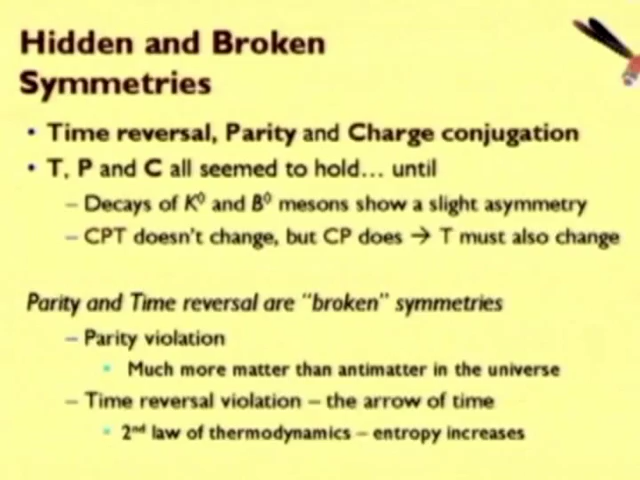 Hidden and Broken
Symmetries
• Time reversal, Parity and Charge conjugation
• T, P and C all seemed to hold... until
– Decays of K⁰ and B⁰ mesons show a slight asymmetry
– CPT doesn't change, but CP does → T must also change
Parity and Time reversal are "broken" symmetries
– Parity violation
▪ Much more matter than antimatter in the universe
– Time reversal violation – the arrow of time
▪ 2nd law of thermodynamics – entropy increases